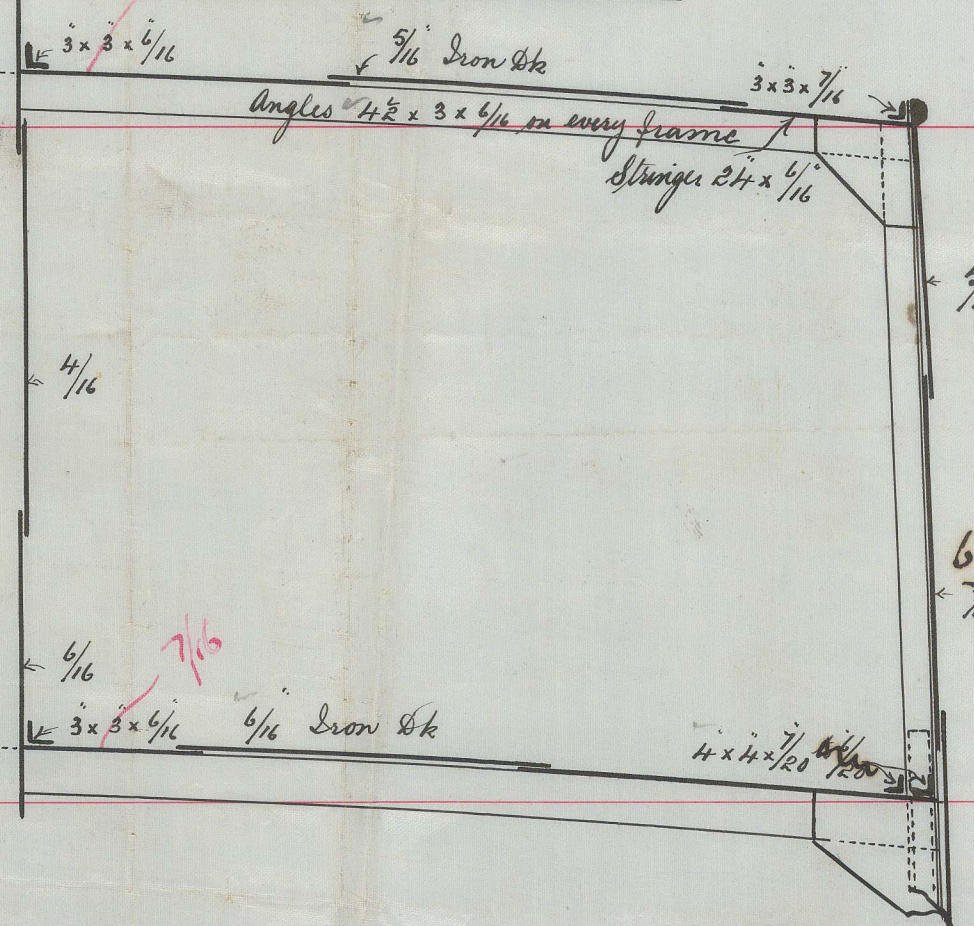 3" x 3" x 6/16"
5/16" Iron Dk
3" x 3" x 7/16
Angles 4½ x 3 x 6/16 on every frame
Stringer 24" x 6/16"
4/16
6/16
7/16
3" x 3" x 6/16"
6/16" Iron Dk
4" x 4" x 7/20"